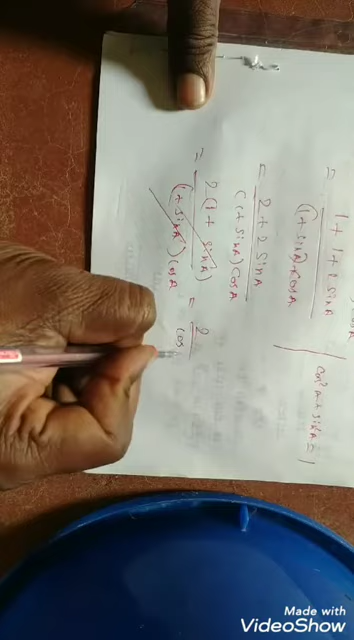 = 1 + 1 + 2 sinA / (1 + sinA) cosA | cos²A + sin²A = 1
= 2 + 2 sinA / (1 + sinA) cosA
= 2 (1 + sinA) / (1 + sinA) cosA = 2 / cos
Made with
VideoShow